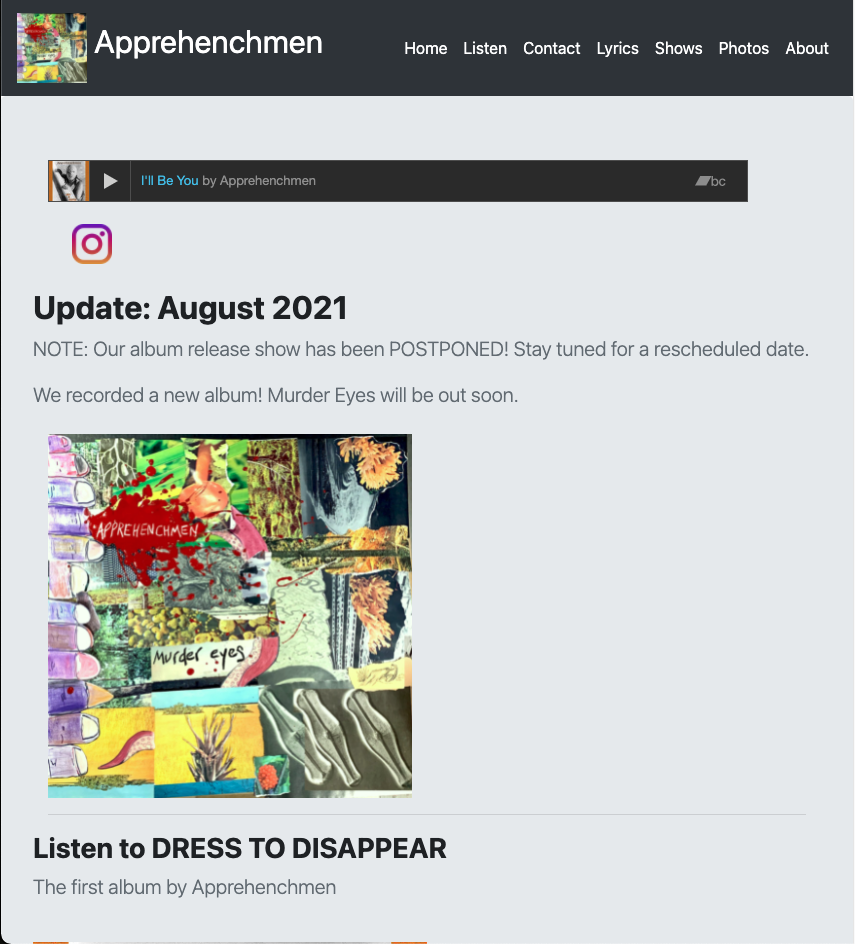 Apprehenchmen
Home Listen Contact Lyrics Shows Photos About
I'll Be You by Apprehenchmen
bc
Update: August 2021
NOTE: Our album release show has been POSTPONED! Stay tuned for a rescheduled date.
We recorded a new album! Murder Eyes will be out soon.
APPREHENCHMEN
Murder eyes.
Listen to DRESS TO DISAPPEAR
The first album by Apprehenchmen